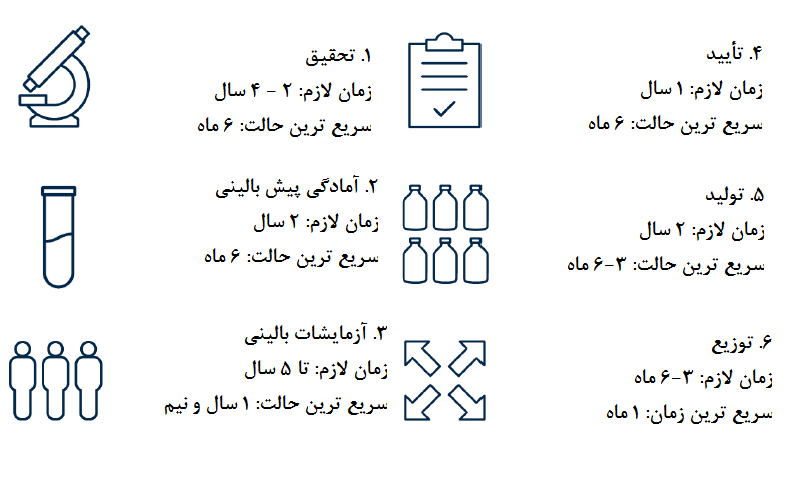 ۱. تحقیق
زمان لازم: ۲ - ۴ سال
سریع ترین حالت: ۶ ماه
۲. آمادگی پیش بالینی
زمان لازم: ۲ سال
سریع ترین حالت: ۶ ماه
۳. آزمایشات بالینی
زمان لازم: تا ۵ سال
سریع ترین حالت: ۱ سال و نیم
۴. تأیید
زمان لازم: ۱ سال
سریع ترین حالت: ۶ ماه
۵. تولید
زمان لازم: ۲ سال
سریع ترین حالت: ۳-۶ ماه
۶. توزیع
زمان لازم: ۳-۶ ماه
سریع ترین زمان: ۱ ماه